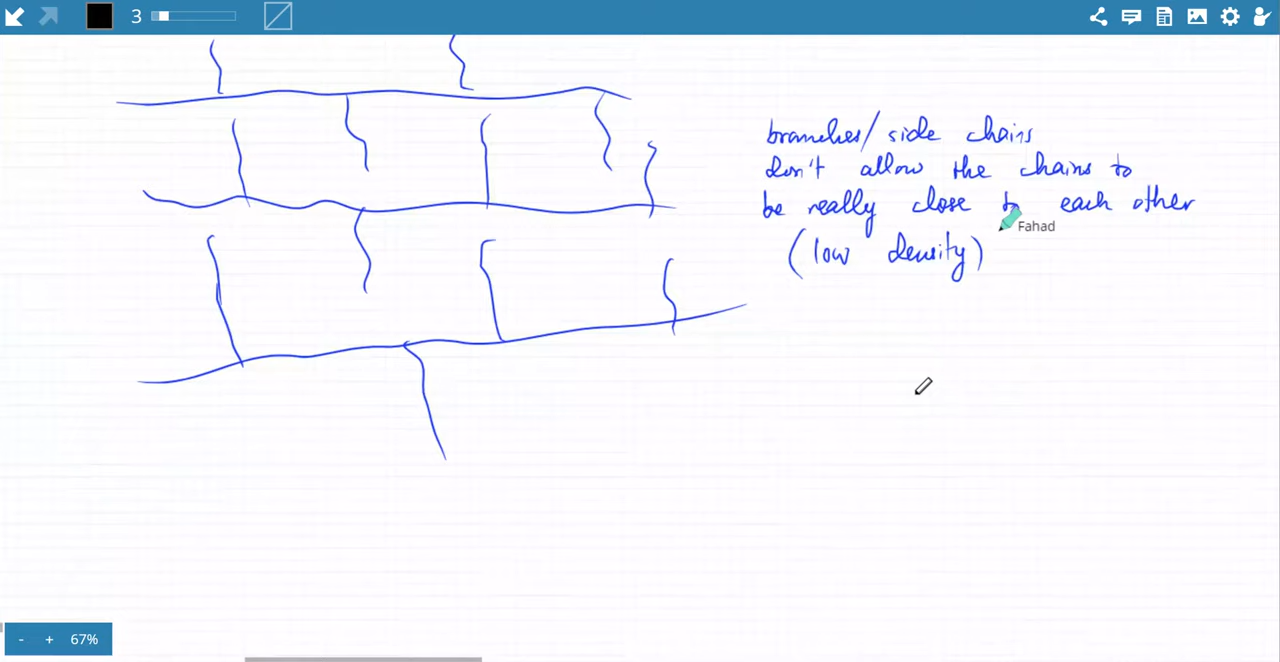 3
branches/ side chains
don't allow the chains to
be really close to each other
Fahad
(low density)
- + 67%